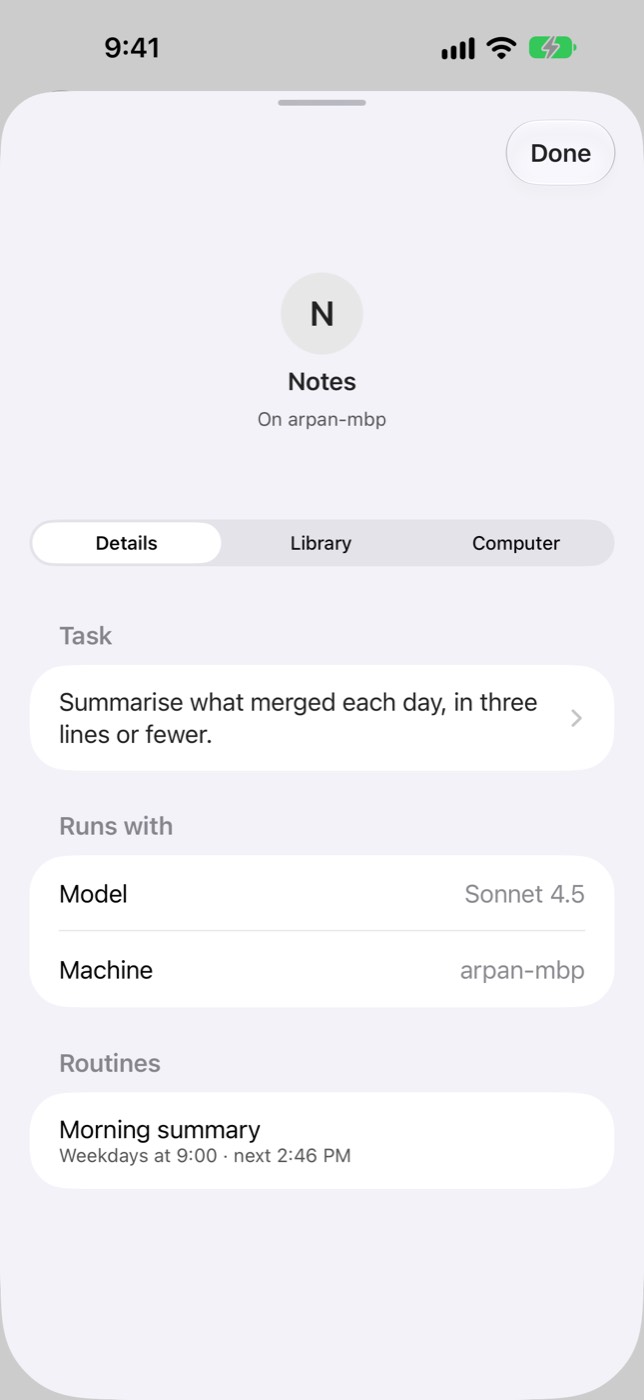 9:41
Done
N
Notes
On arpan-mbp
Details
Library
Computer
Task
Summarise what merged each day, in three
lines or fewer.
Runs with
Model
Sonnet 4.5
Machine
arpan-mbp
Routines
Morning summary
Weekdays at 9:00 · next 2:46 PM